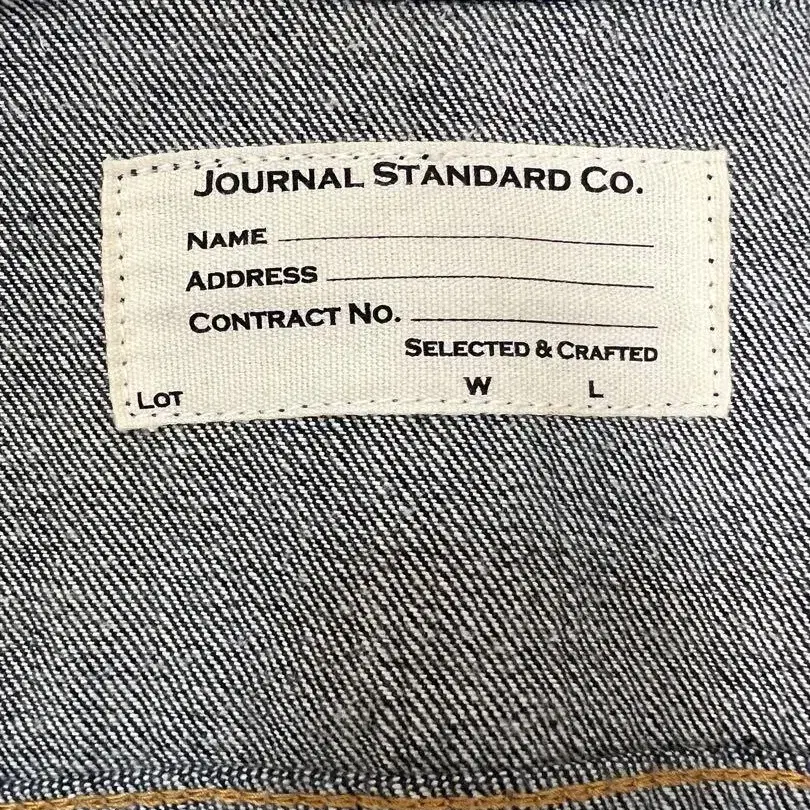 JOURNAL STANDARD CO.
NAME
ADDRESS
CONTRACT NO.
SELECTED & CRAFTED
LOT W L